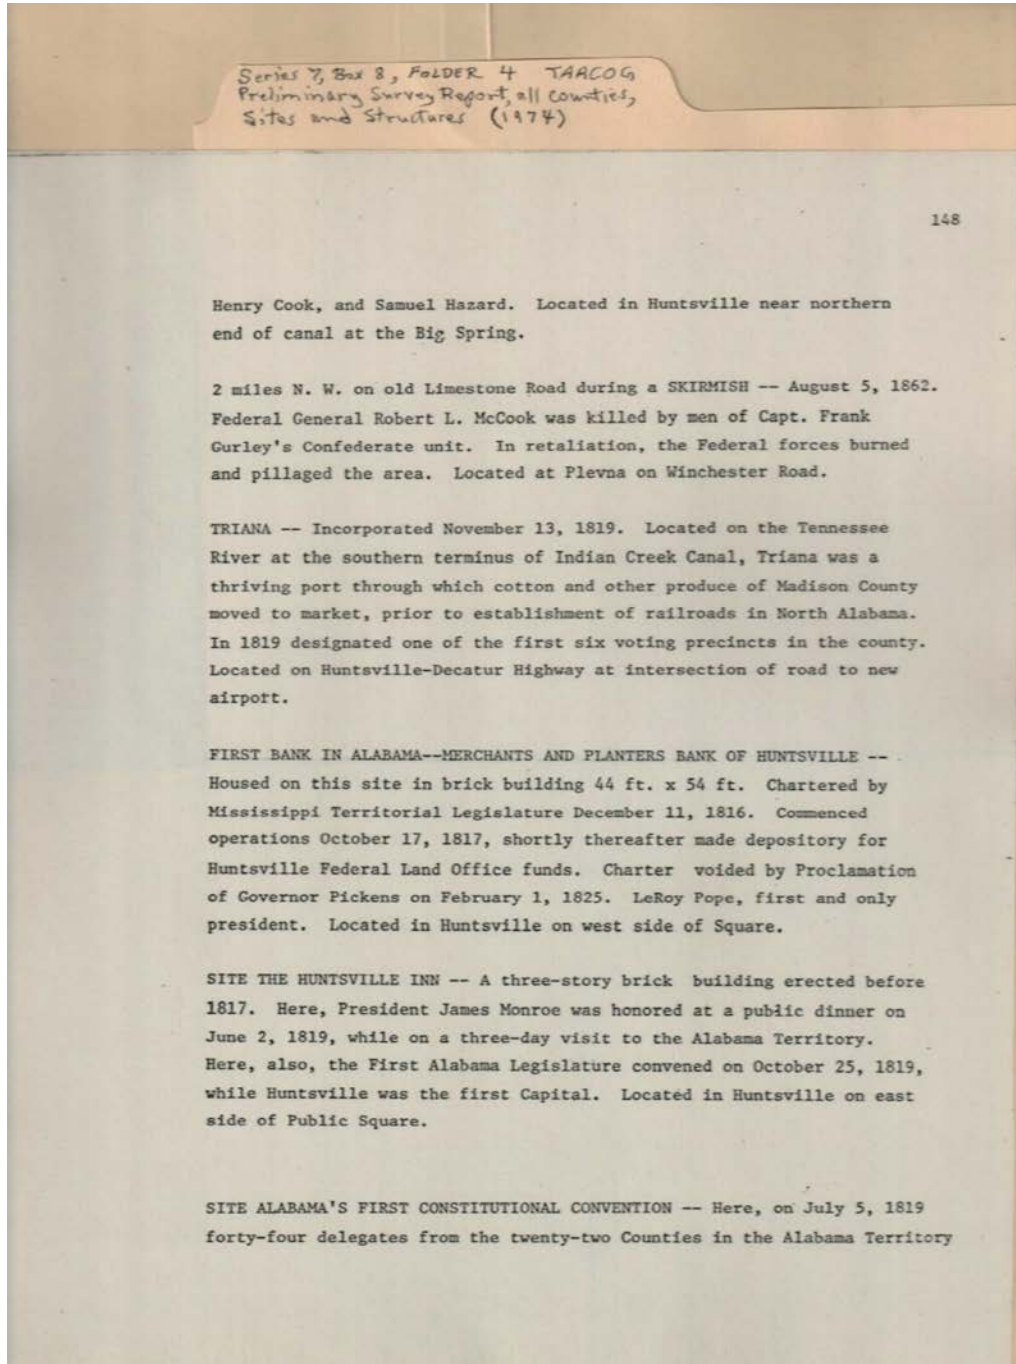 Series 7, Box 8, FOLDER 4 TARCOG
Preliminary Survey Report, all counties,
Sites and Structures (1974)
148
Henry Cook, and Samuel Hazard. Located in Huntsville near northern
end of canal at the Big Spring.
2 miles N. W. on old Limestone Road during a SKIRMISH -- August 5, 1862.
Federal General Robert L. McCook was killed by men of Capt. Frank
Gurley's Confederate unit. In retaliation, the Federal forces burned
and pillaged the area. Located at Plevna on Winchester Road.
TRIANA -- Incorporated November 13, 1819. Located on the Tennessee
River at the southern terminus of Indian Creek Canal, Triana was a
thriving port through which cotton and other produce of Madison County
moved to market, prior to establishment of railroads in North Alabama.
In 1819 designated one of the first six voting precincts in the county.
Located on Huntsville-Decatur Highway at intersection of road to new
airport.
FIRST BANK IN ALABAMA--MERCHANTS AND PLANTERS BANK OF HUNTSVILLE --
Housed on this site in brick building 44 ft. x 54 ft. Chartered by
Mississippi Territorial Legislature December 11, 1816. Commenced
operations October 17, 1817, shortly thereafter made depository for
Huntsville Federal Land Office funds. Charter voided by Proclamation
of Governor Pickens on February 1, 1825. LeRoy Pope, first and only
president. Located in Huntsville on west side of Square.
SITE THE HUNTSVILLE INN -- A three-story brick building erected before
1817. Here, President James Monroe was honored at a public dinner on
June 2, 1819, while on a three-day visit to the Alabama Territory.
Here, also, the First Alabama Legislature convened on October 25, 1819,
while Huntsville was the first Capital. Located in Huntsville on east
side of Public Square.
SITE ALABAMA'S FIRST CONSTITUTIONAL CONVENTION -- Here, on July 5, 1819
forty-four delegates from the twenty-two Counties in the Alabama Territory